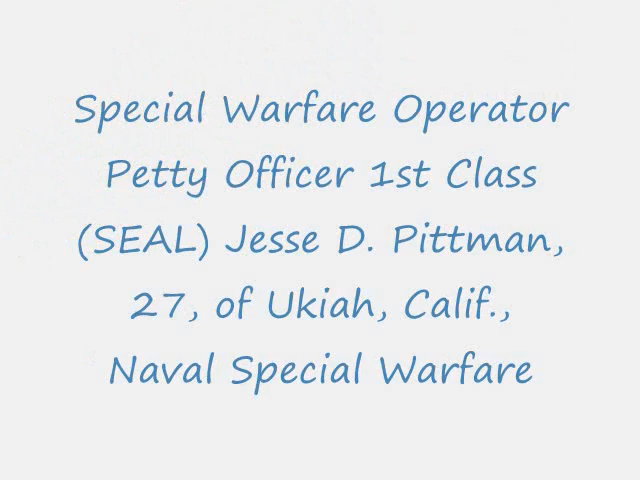 Special Warfare Operator
Petty Officer 1st Class
(SEAL) Jesse D. Pittman,
27, of Ukiah, Calif.,
Naval Special Warfare